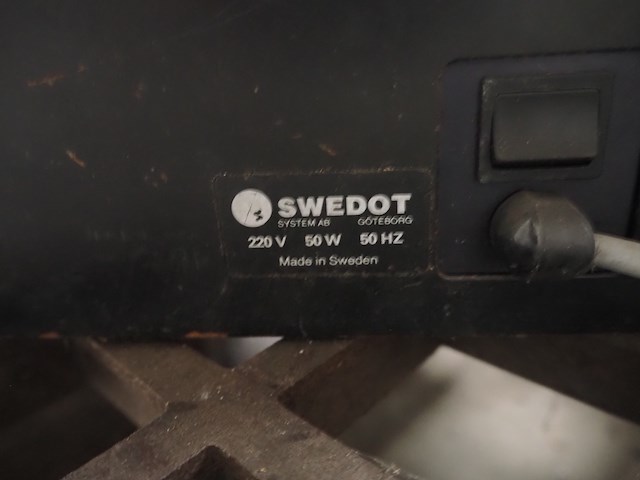 SWEDOT
SYSTEM AB GÖTEBORG
220 V 50 W 50 HZ
Made in Sweden